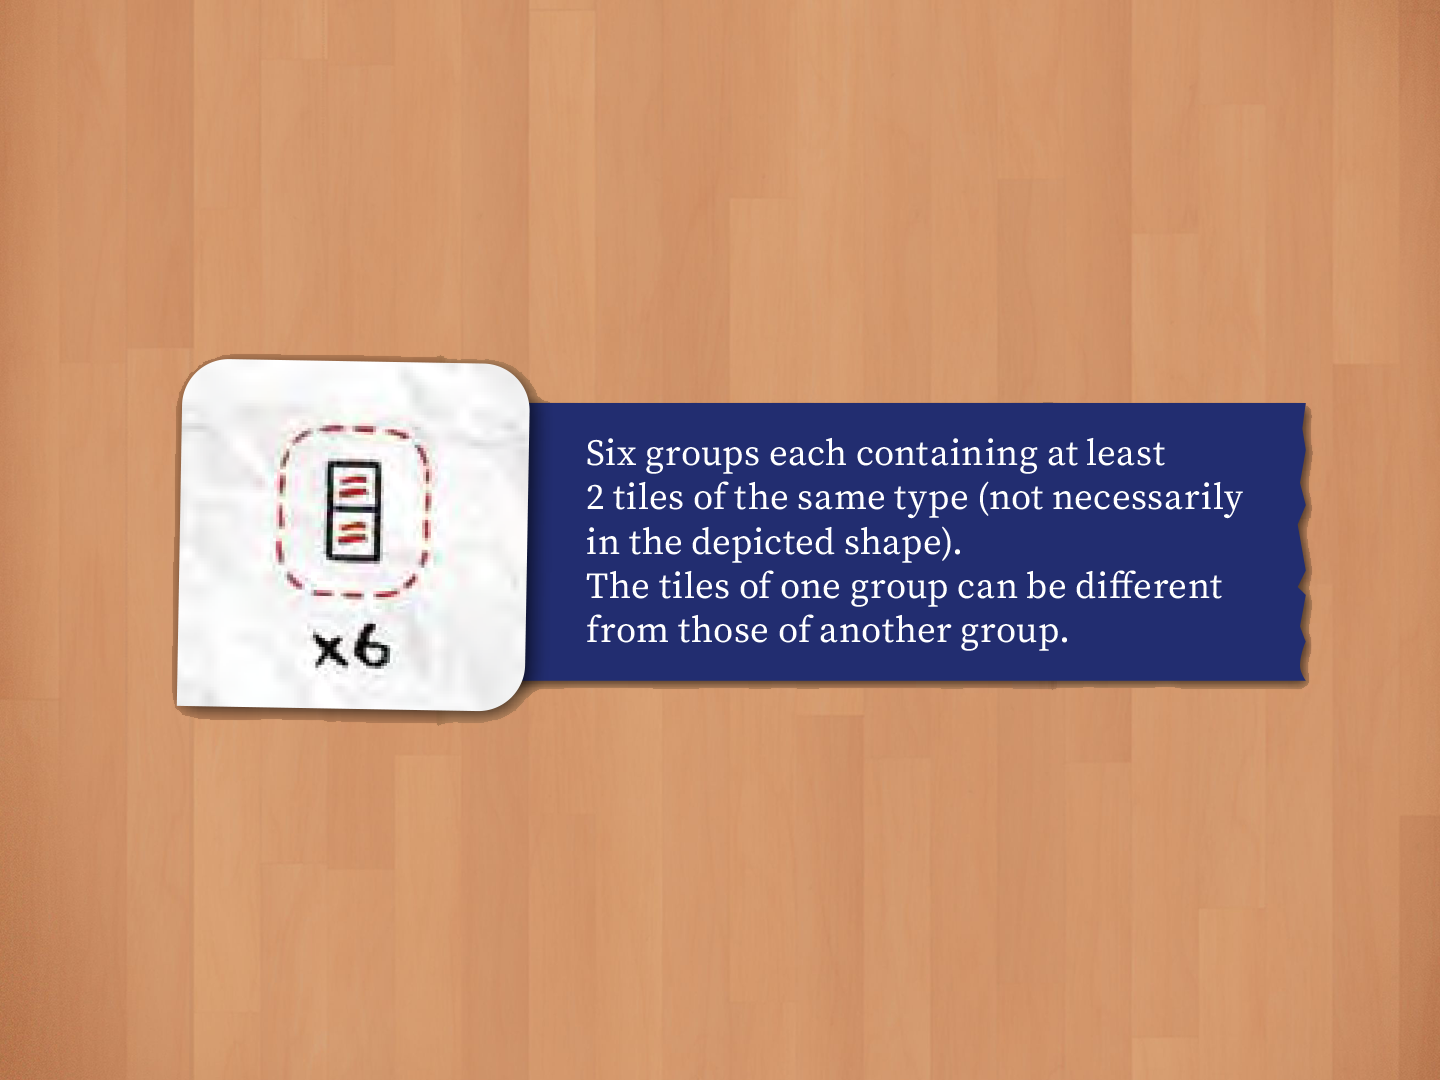 x6
Six groups each containing at least
2 tiles of the same type (not necessarily
in the depicted shape).
The tiles of one group can be different
from those of another group.